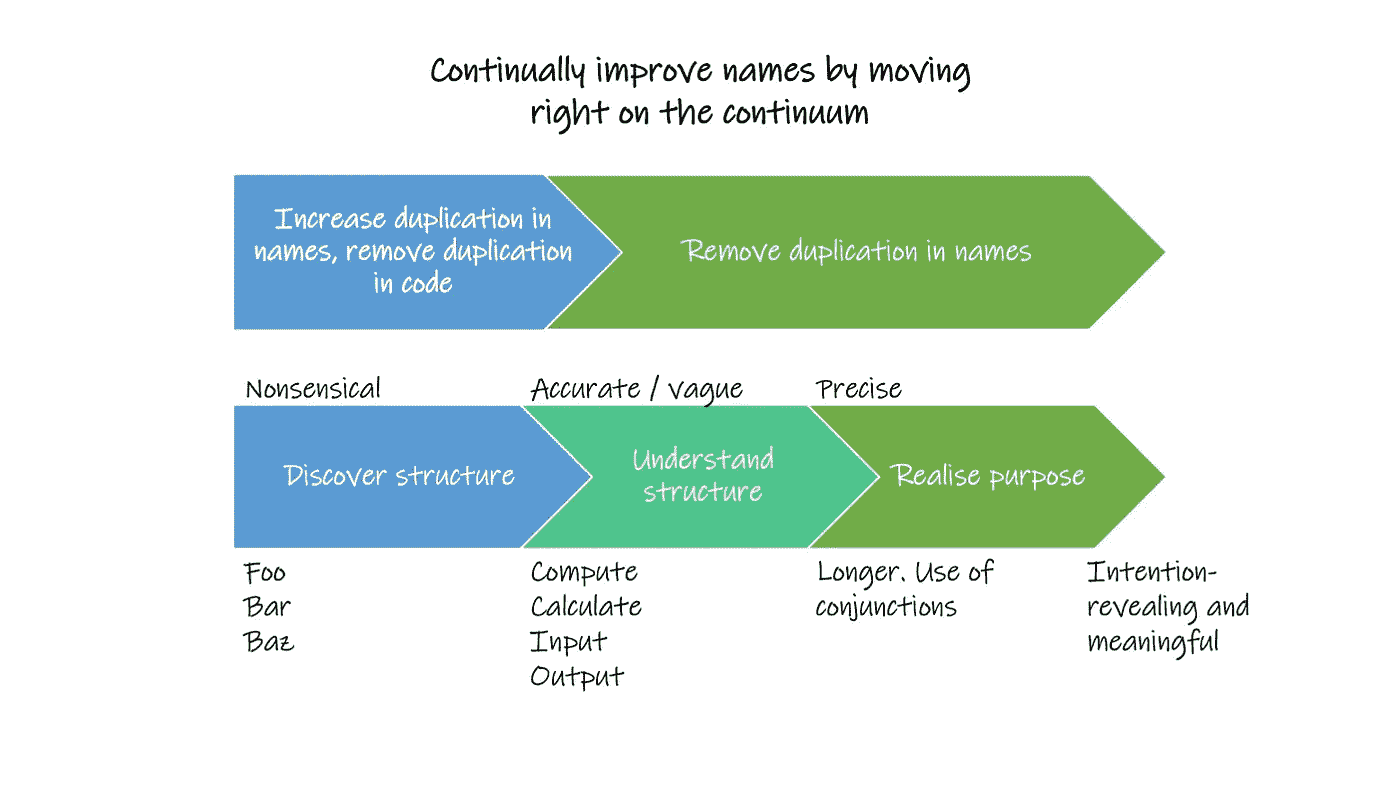 Continually improve names by moving
right on the continuum
Increase duplication in
names, remove duplication
in code
Remove duplication in names
Nonsensical
Accurate / vague
Precise
Discover structure
Understand
structure
Realise purpose
Foo
Bar
Baz
Compute
Calculate
Input
Output
Longer. Use of
conjunctions
Intention-
revealing and
meaningful